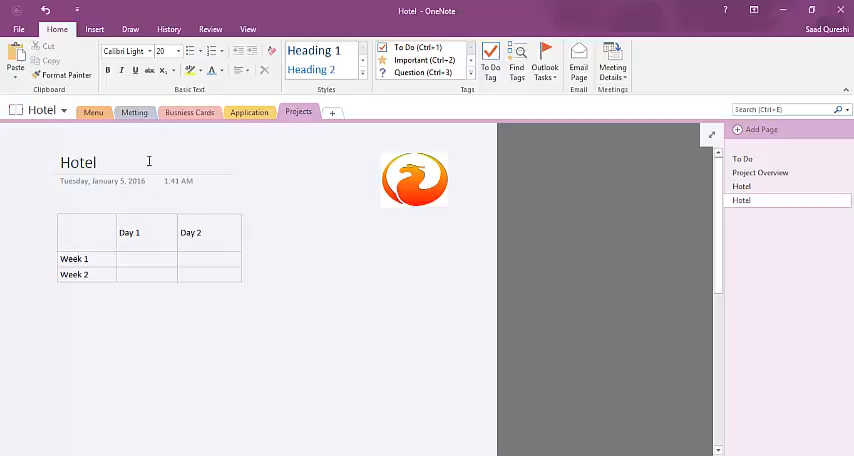 Hotel - OneNote
?
File Home Insert Draw History Review View
Saad Qureshi
Paste
Cut
Copy
Format Painter
Clipboard
Calibri Light 20
B I U abc x
Basic Text
Heading 1
Heading 2
Styles
To Do (Ctrl+1)
Important (Ctrl+2)
Question (Ctrl+3)
To Do Tag
Find Tags
Outlook Tasks
Tags
Email Page
Email
Meeting Details
Meetings
Hotel
Menu Metting Busniess Cards Application Projects +
Search (Ctrl+E)
Add Page
To Do
Project Overview
Hotel
Hotel
Hotel
Tuesday, January 5, 2016 1:41 AM
Day 1 Day 2
Week 1
Week 2